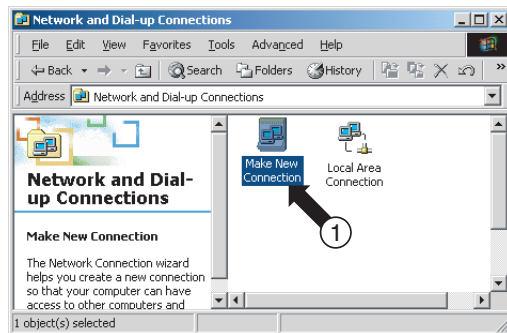 Network and Dial-up Connections
File Edit View Favorites Tools Advanced Help
Back Search Folders History »
Address Network and Dial-up Connections
Network and Dial-
up Connections
Make New Connection
The Network Connection wizard
helps you create a new connection
so that your computer can have
access to other computers and
Make New
Connection
Local Area
Connection
1
1 object(s) selected